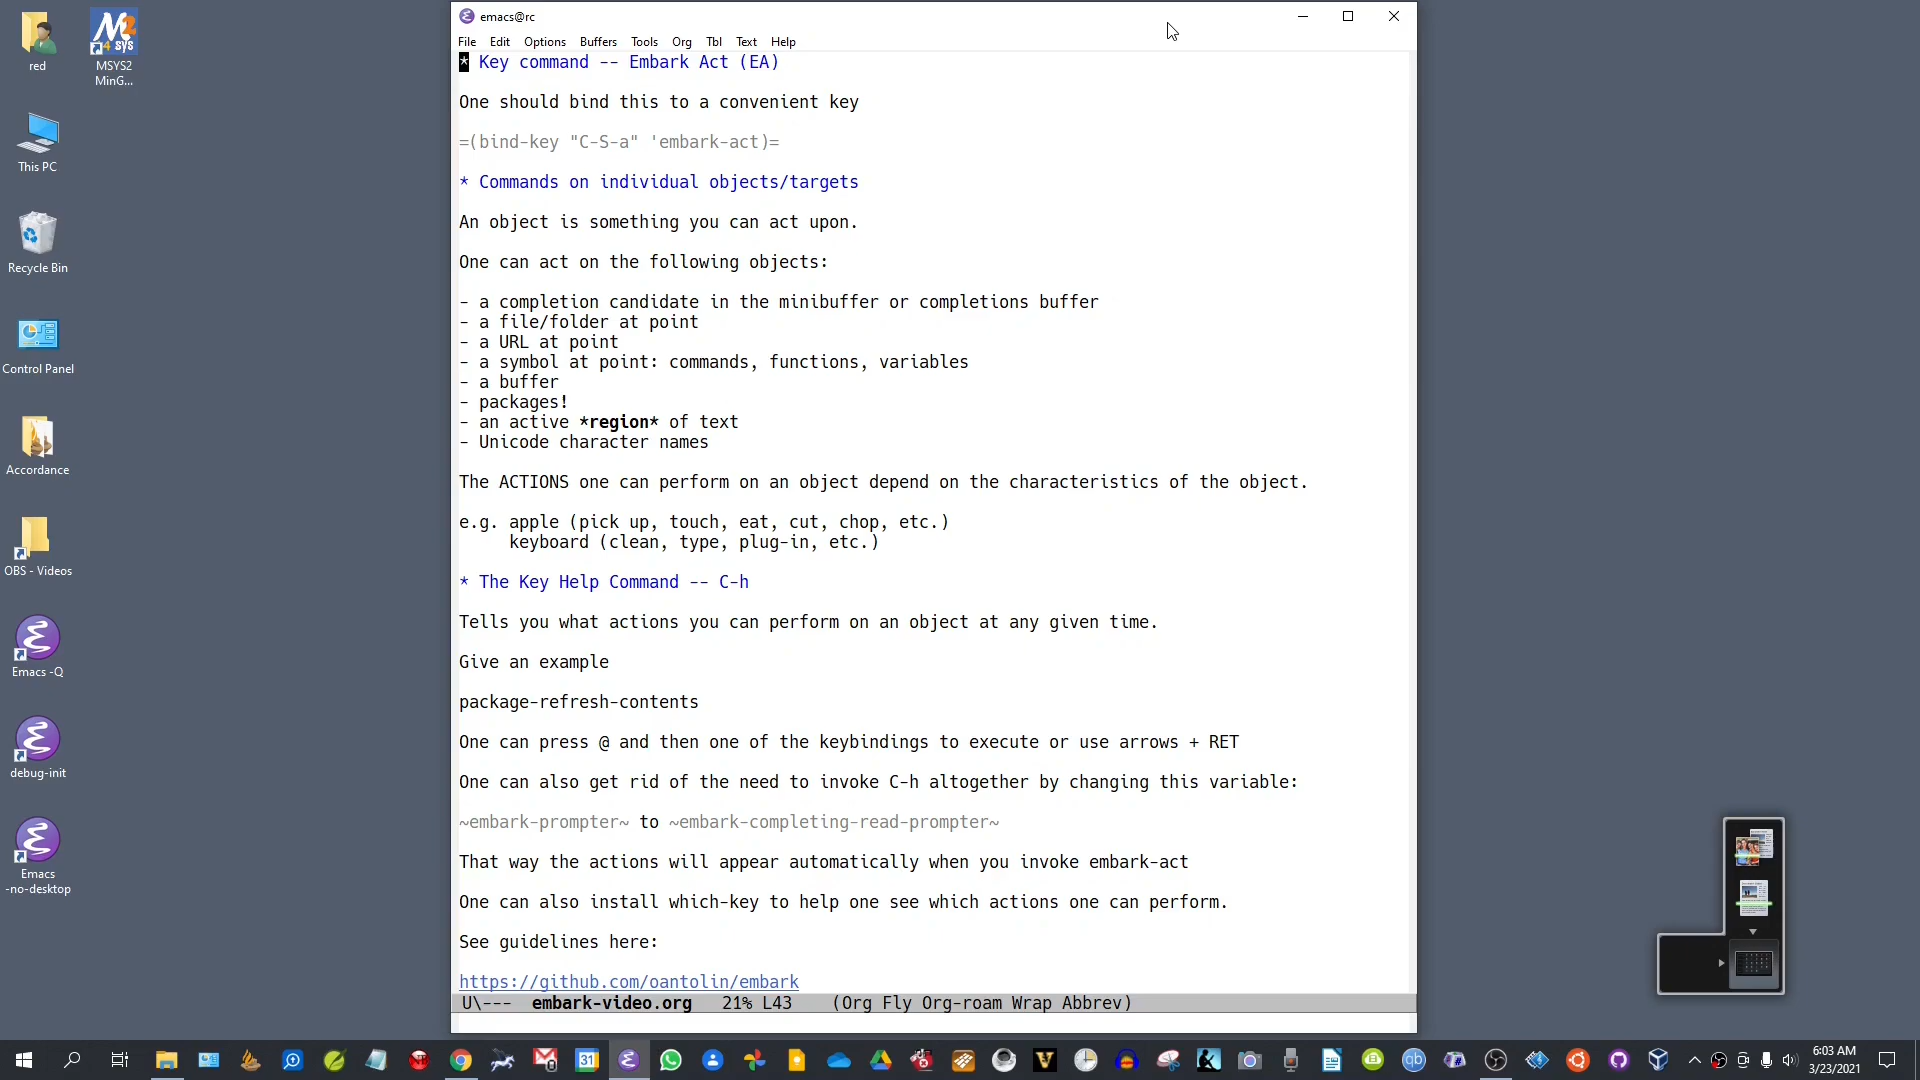 emacs@rc
File Edit Options Buffers Tools Org Tbl Text Help
* Key command -- Embark Act (EA)
One should bind this to a convenient key
=(bind-key "C-S-a" 'embark-act)=
* Commands on individual objects/targets
An object is something you can act upon.
One can act on the following objects:
- a completion candidate in the minibuffer or completions buffer
- a file/folder at point
- a URL at point
- a symbol at point: commands, functions, variables
- a buffer
- packages!
- an active *region* of text
- Unicode character names
The ACTIONS one can perform on an object depend on the characteristics of the object.
e.g. apple (pick up, touch, eat, cut, chop, etc.)
keyboard (clean, type, plug-in, etc.)
* The Key Help Command -- C-h
Tells you what actions you can perform on an object at any given time.
Give an example
package-refresh-contents
One can press @ and then one of the keybindings to execute or use arrows + RET
One can also get rid of the need to invoke C-h altogether by changing this variable:
~embark-prompter~ to ~embark-completing-read-prompter~
That way the actions will appear automatically when you invoke embark-act
One can also install which-key to help one see which actions one can perform.
See guidelines here:
https://github.com/oantolin/embark
U\--- embark-video.org 21% L43 (Org Fly Org-roam Wrap Abbrev)
red
MSYS2
MinG...
This PC
Recycle Bin
Control Panel
Accordance
OBS - Videos
Emacs -Q
debug-init
Emacs
-no-desktop
6:03 AM
3/23/2021